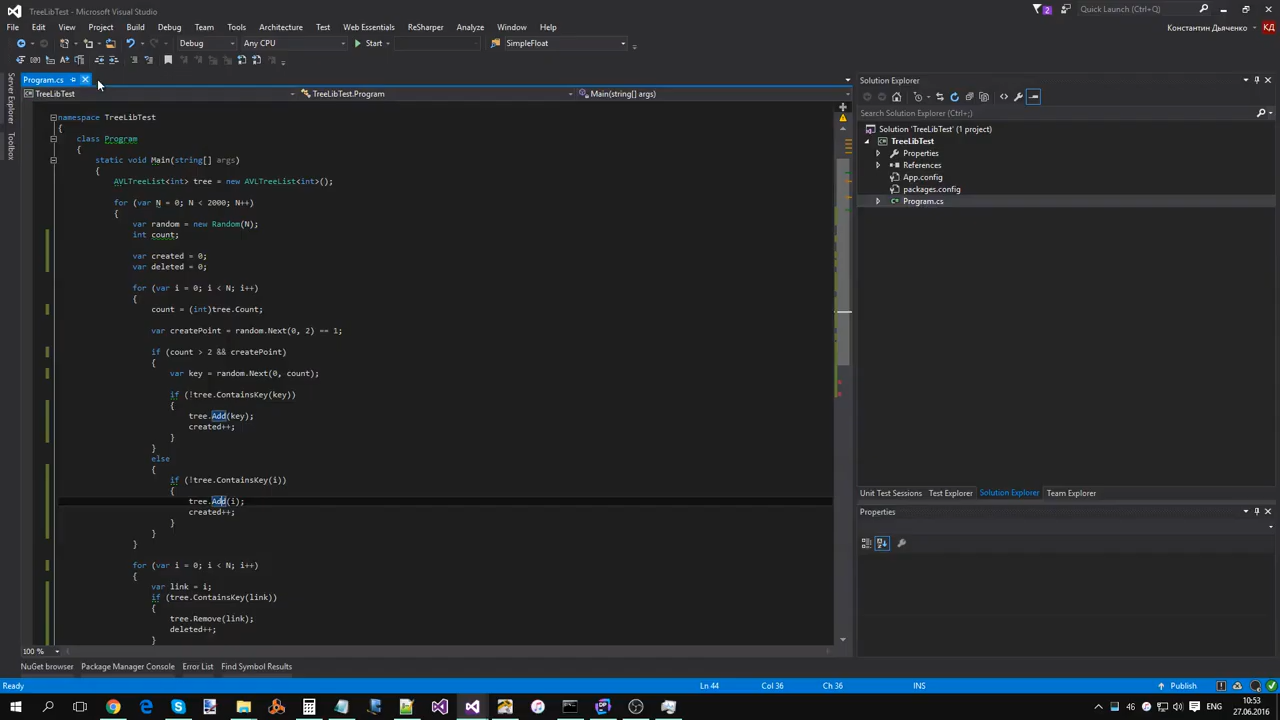 TreeLibTest - Microsoft Visual Studio
2
Quick Launch (Ctrl+Q)
File Edit View Project Build Debug Team Tools Architecture Test Web Essentials ReSharper Analyze Window Help
Константин Дьяченко КД
Debug Any CPU Start SimpleFloat
Server Explorer
Toolbox
Program.cs
TreeLibTest TreeLibTest.Program Main(string[] args)
namespace TreeLibTest
{
class Program
{
static void Main(string[] args)
{
AVLTreeList<int> tree = new AVLTreeList<int>();
for (var N = 0; N < 2000; N++)
{
var random = new Random(N);
int count;
var created = 0;
var deleted = 0;
for (var i = 0; i < N; i++)
{
count = (int)tree.Count;
var createPoint = random.Next(0, 2) == 1;
if (count > 2 && createPoint)
{
var key = random.Next(0, count);
if (!tree.ContainsKey(key))
{
tree.Add(key);
created++;
}
}
else
{
if (!tree.ContainsKey(i))
{
tree.Add(i);
created++;
}
}
}
for (var i = 0; i < N; i++)
{
var link = i;
if (tree.ContainsKey(link))
{
tree.Remove(link);
deleted++;
}
100 %
Solution Explorer
Search Solution Explorer (Ctrl+;)
Solution 'TreeLibTest' (1 project)
TreeLibTest
Properties
References
App.config
packages.config
Program.cs
Unit Test Sessions Test Explorer Solution Explorer Team Explorer
Properties
NuGet browser Package Manager Console Error List Find Symbol Results
Ready Ln 44 Col 36 Ch 36 INS Publish
10:53
27.06.2016